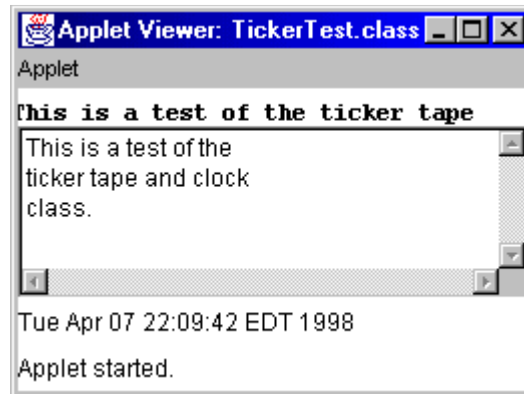 Applet Viewer: TickerTest.class
Applet
This is a test of the ticker tape
This is a test of the
ticker tape and clock
class.
Tue Apr 07 22:09:42 EDT 1998
Applet started.